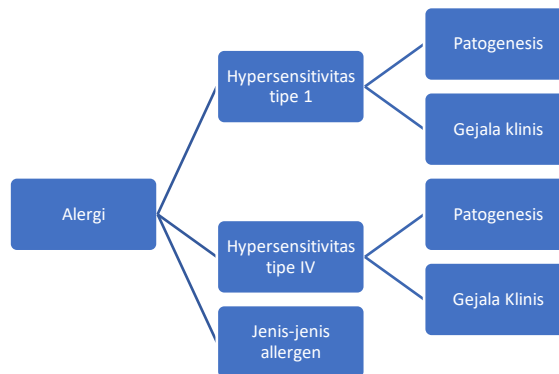 Alergi
Hypersensitivitas
tipe 1
Patogenesis
Gejala klinis
Hypersensitivitas
tipe IV
Patogenesis
Gejala Klinis
Jenis-jenis
allergen